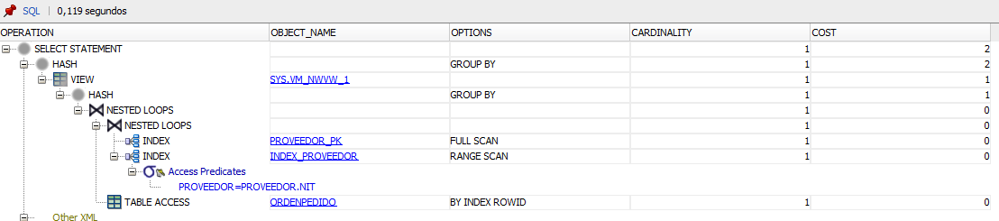 SQL | 0,119 segundos
OPERATION OBJECT_NAME OPTIONS CARDINALITY COST
SELECT STATEMENT 1 2
HASH GROUP BY 1 2
VIEW SYS.VM_NWVW_1 1 1
HASH GROUP BY 1 1
NESTED LOOPS 1 0
NESTED LOOPS 1 0
INDEX PROVEEDOR_PK FULL SCAN 1 0
INDEX INDEX_PROVEEDOR RANGE SCAN 1 0
Access Predicates
PROVEEDOR=PROVEEDOR.NIT
TABLE ACCESS ORDENPEDIDO BY INDEX ROWID 1 0
Other XML